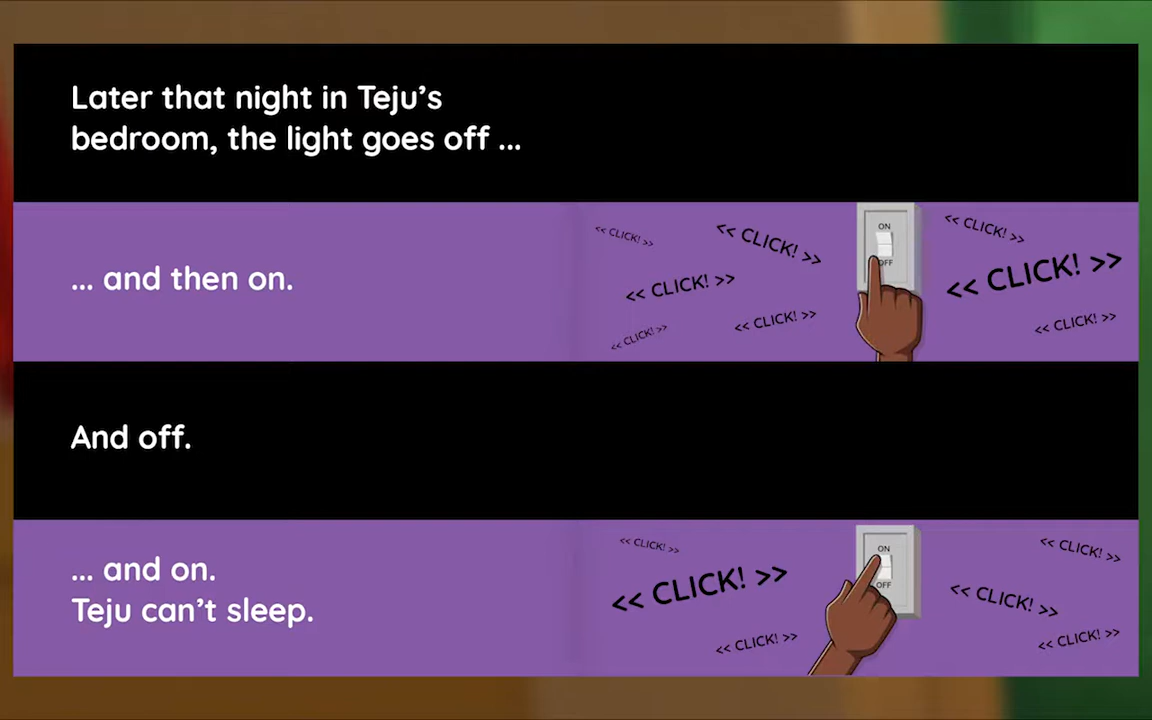 Later that night in Teju’s
bedroom, the light goes off ...
... and then on.
<< CLICK! >>
<< CLICK! >>
<< CLICK! >>
<< CLICK! >>
<< CLICK! >>
ON
OFF
<< CLICK! >>
<< CLICK! >>
<< CLICK! >>
And off.
... and on.
Teju can’t sleep.
<< CLICK! >>
<< CLICK! >>
<< CLICK! >>
ON
OFF
<< CLICK! >>
<< CLICK! >>
<< CLICK! >>